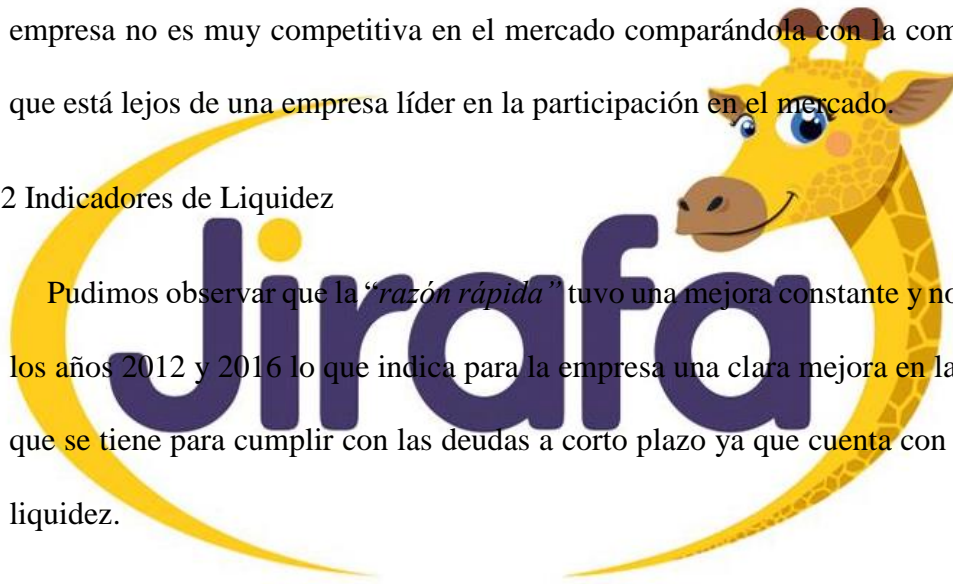 empresa no es muy competitiva en el mercado comparándola con la com
que está lejos de una empresa líder en la participación en el mercado.
2 Indicadores de Liquidez
Pudimos observar que la “razón rápida” tuvo una mejora constante y no
los años 2012 y 2016 lo que indica para la empresa una clara mejora en la
que se tiene para cumplir con las deudas a corto plazo ya que cuenta con
liquidez.
Jirafa